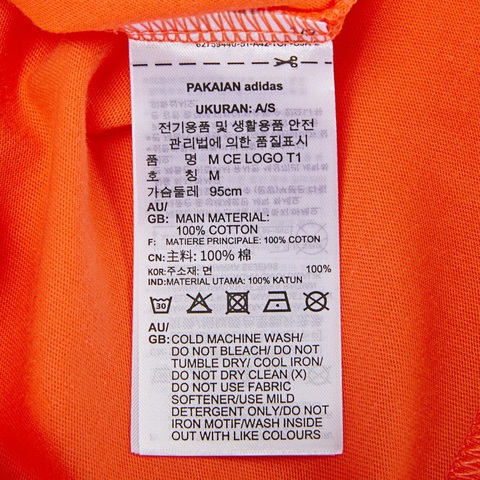 PAKAIAN adidas
UKURAN: A/S
전기용품 및 생활용품 안전
관리법에 의한 품질표시
품 명 M CE LOGO T1
호 칭 M
가슴둘레 95cm
AU/
GB: MAIN MATERIAL:
100% COTTON
F: MATIERE PRINCIPALE: 100% COTON
CN: 主料: 100% 棉
KOR: 주소재: 면 100%
IND: MATERIAL UTAMA: 100% KATUN
30
AU/
GB: COLD MACHINE WASH/
DO NOT BLEACH/ DO NOT
TUMBLE DRY/ COOL IRON/
DO NOT DRY CLEAN (X)
DO NOT USE FABRIC
SOFTENER/USE MILD
DETERGENT ONLY/DO NOT
IRON MOTIF/WASH INSIDE
OUT WITH LIKE COLOURS